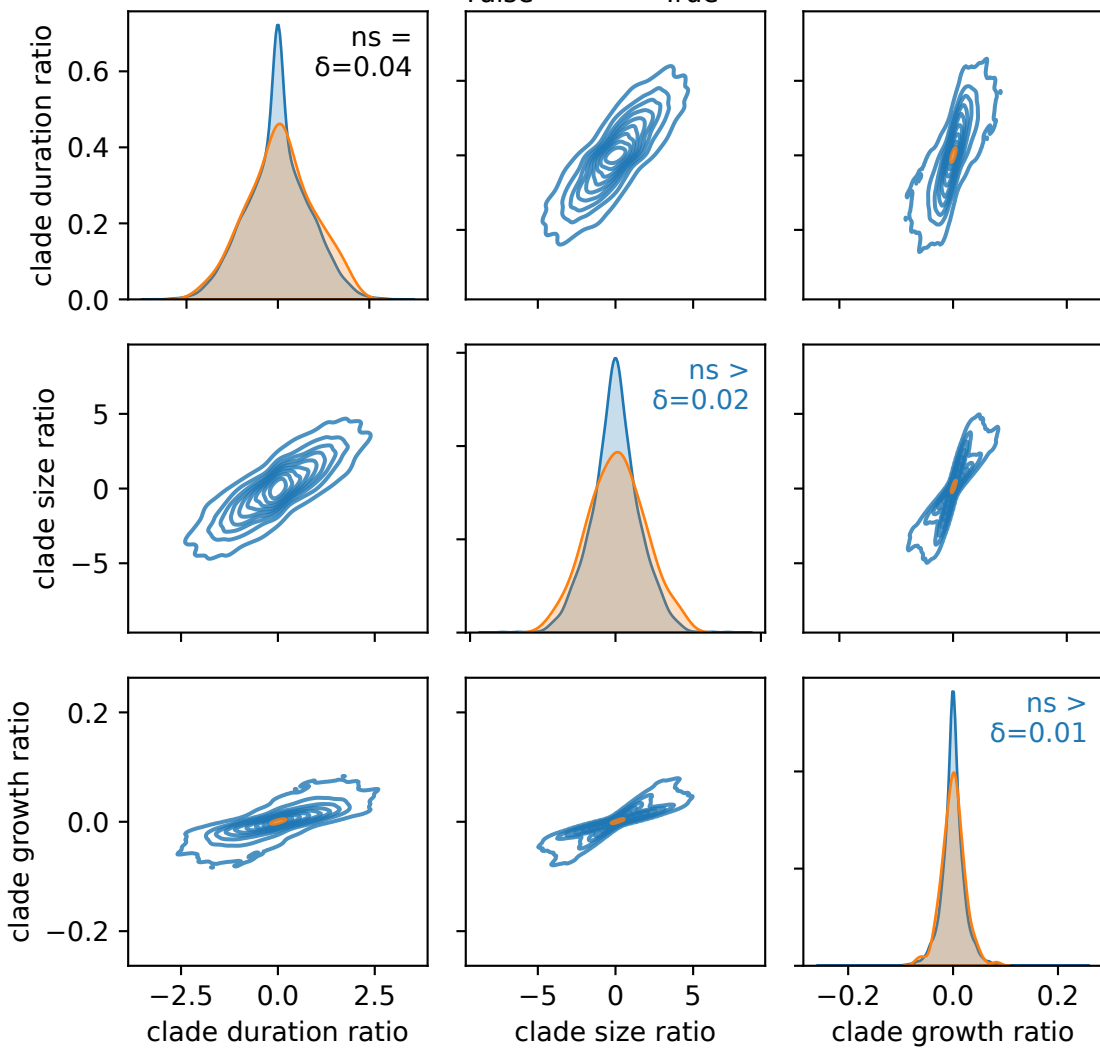 clade duration ratio
0.6
0.4
0.2
0.0
ns =
δ=0.04
clade size ratio
5
0
−5
ns >
δ=0.02
clade growth ratio
0.2
0.0
−0.2
ns >
δ=0.01
−2.5 0.0 2.5
−5 0 5
−0.2 0.0 0.2
clade duration ratio
clade size ratio
clade growth ratio